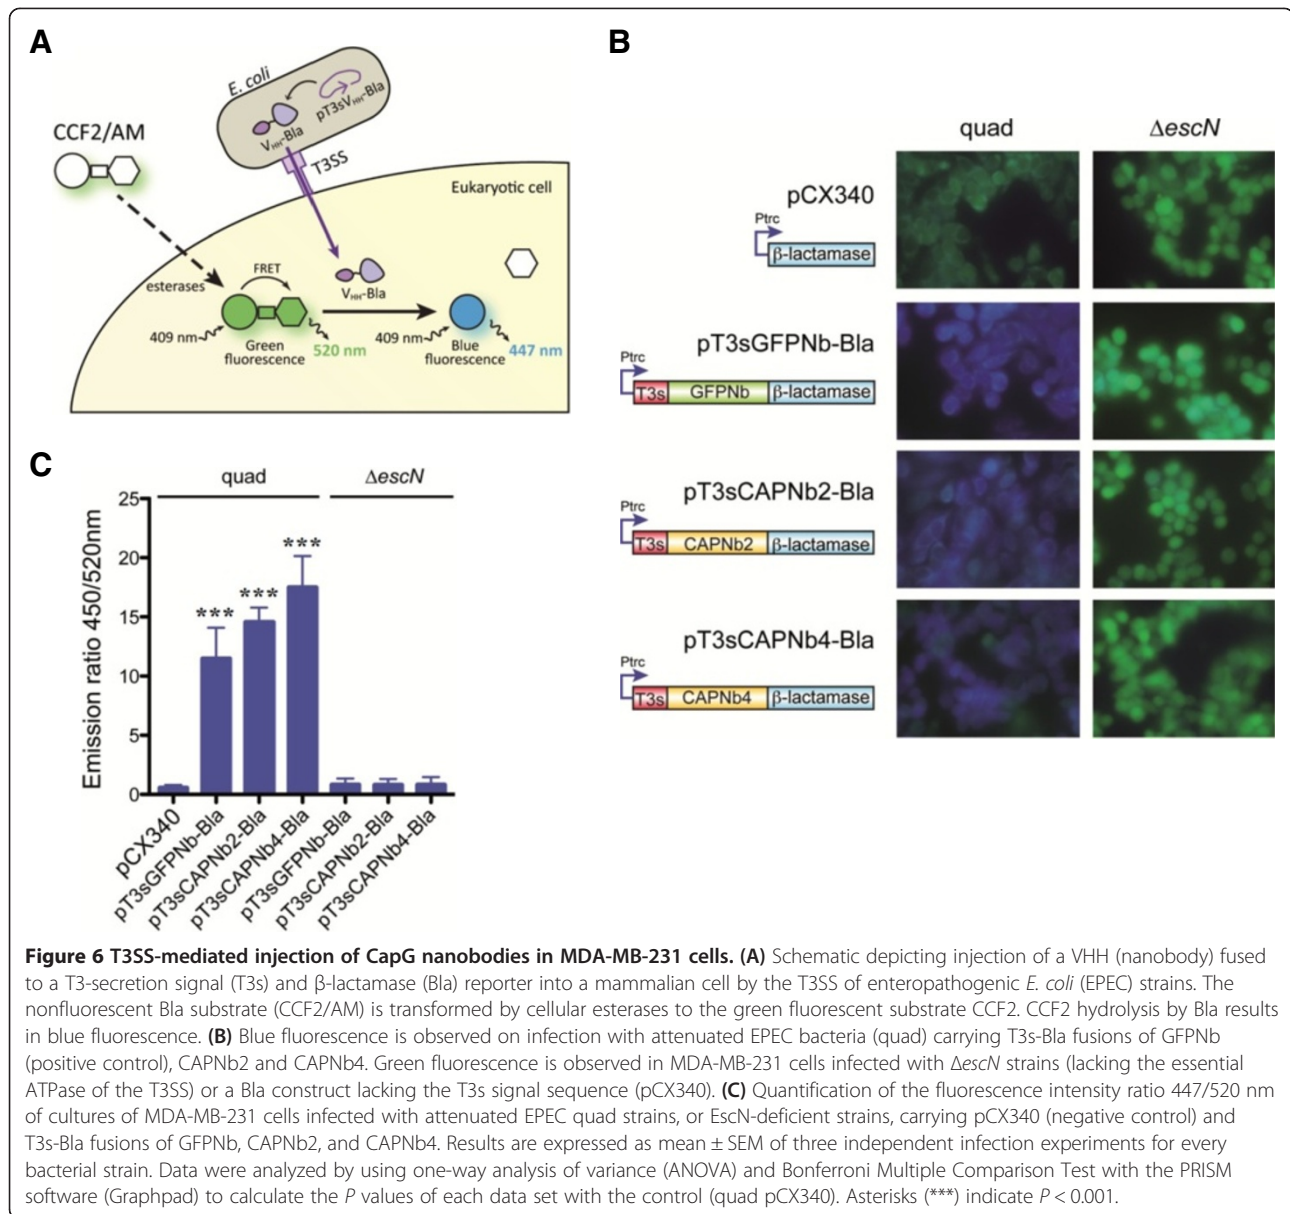 A
E. coli
pT3sVHH-Bla
VHH-Bla
T3SS
CCF2/AM
Eukaryotic cell
esterases
FRET
VHH-Bla
409 nm
Green
fluorescence
520 nm
409 nm
Blue
fluorescence
447 nm
B
quad
ΔescN
pCX340
Ptrc
β-lactamase
pT3sGFPNb-Bla
Ptrc
T3s
GFPNb
β-lactamase
pT3sCAPNb2-Bla
Ptrc
T3s
CAPNb2
β-lactamase
pT3sCAPNb4-Bla
Ptrc
T3s
CAPNb4
β-lactamase
C
quad
ΔescN
Emission ratio 450/520nm
25
20
15
10
5
0
***
***
***
pCX340
pT3sGFPNb-Bla
pT3sCAPNb2-Bla
pT3sCAPNb4-Bla
pT3sGFPNb-Bla
pT3sCAPNb2-Bla
pT3sCAPNb4-Bla
Figure 6 T3SS-mediated injection of CapG nanobodies in MDA-MB-231 cells. (A) Schematic depicting injection of a VHH (nanobody) fused
to a T3-secretion signal (T3s) and β-lactamase (Bla) reporter into a mammalian cell by the T3SS of enteropathogenic E. coli (EPEC) strains. The
nonfluorescent Bla substrate (CCF2/AM) is transformed by cellular esterases to the green fluorescent substrate CCF2. CCF2 hydrolysis by Bla results
in blue fluorescence. (B) Blue fluorescence is observed on infection with attenuated EPEC bacteria (quad) carrying T3s-Bla fusions of GFPNb
(positive control), CAPNb2 and CAPNb4. Green fluorescence is observed in MDA-MB-231 cells infected with ΔescN strains (lacking the essential
ATPase of the T3SS) or a Bla construct lacking the T3s signal sequence (pCX340). (C) Quantification of the fluorescence intensity ratio 447/520 nm
of cultures of MDA-MB-231 cells infected with attenuated EPEC quad strains, or EscN-deficient strains, carrying pCX340 (negative control) and
T3s-Bla fusions of GFPNb, CAPNb2, and CAPNb4. Results are expressed as mean ± SEM of three independent infection experiments for every
bacterial strain. Data were analyzed by using one-way analysis of variance (ANOVA) and Bonferroni Multiple Comparison Test with the PRISM
software (Graphpad) to calculate the P values of each data set with the control (quad pCX340). Asterisks (***) indicate P < 0.001.